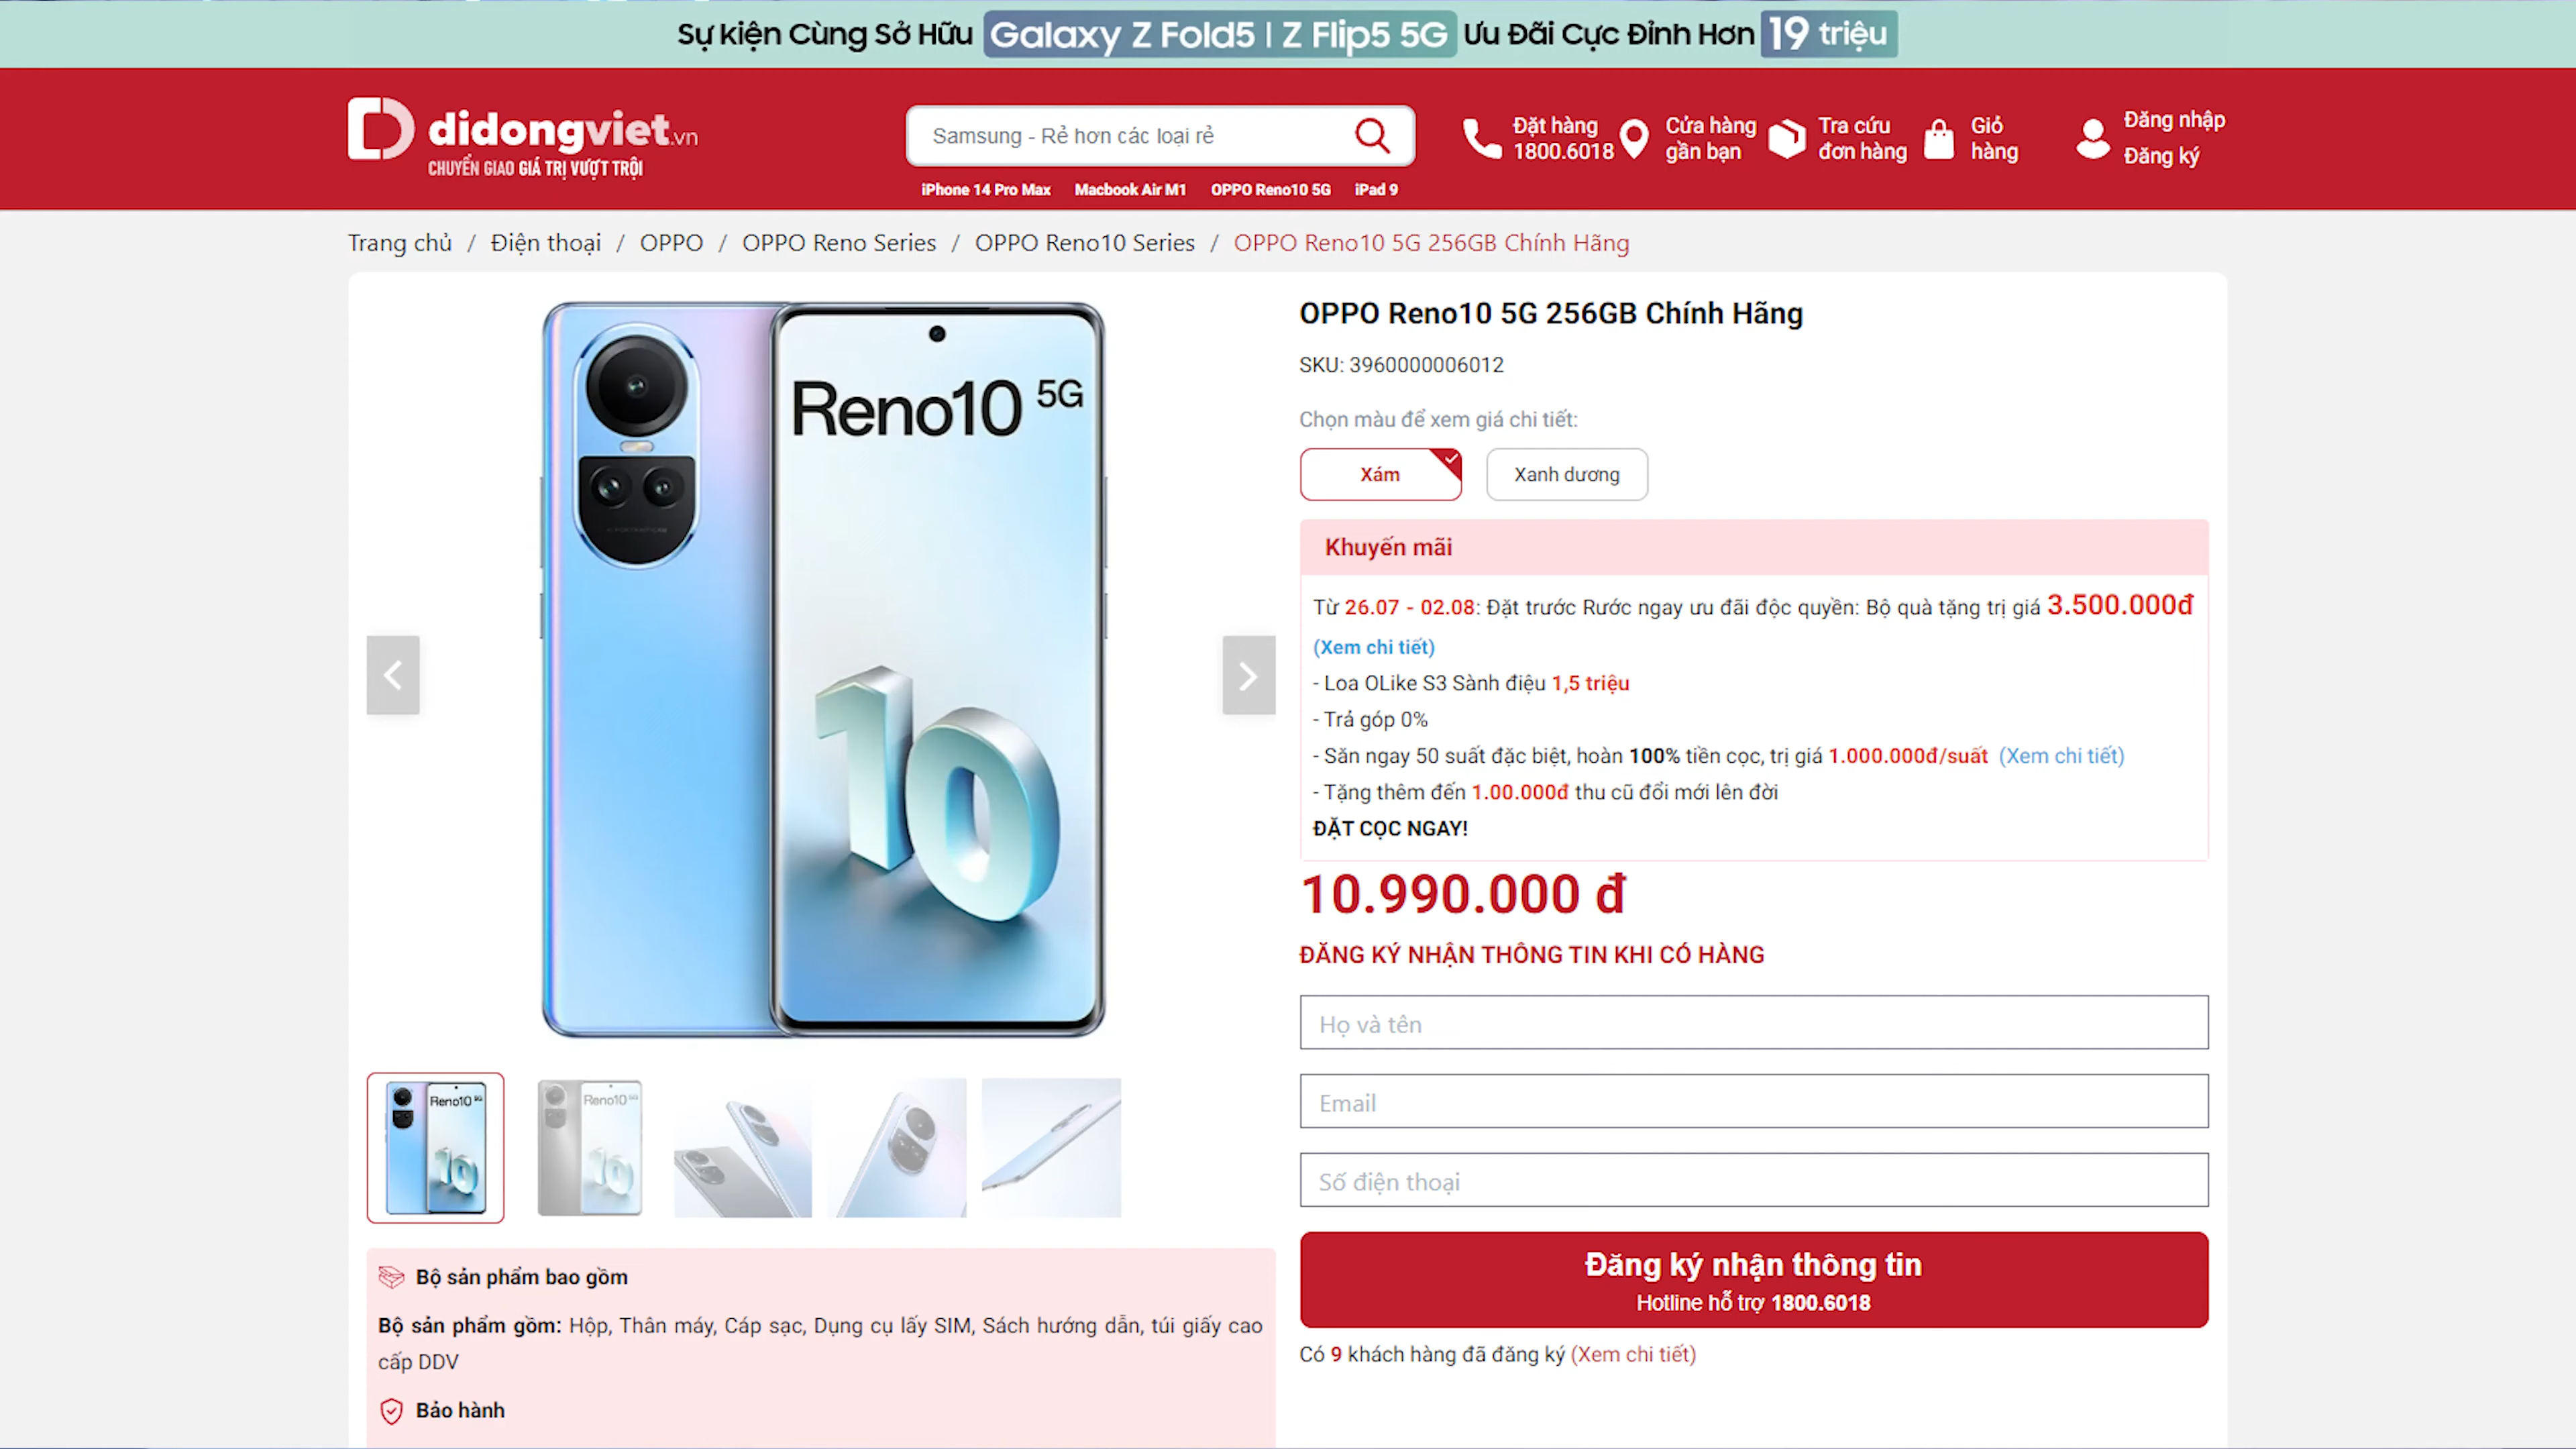 Sự kiện Cùng Sở Hữu Galaxy Z Fold5 | Z Flip5 5G Ưu Đãi Cực Đỉnh Hơn 19 triệu
didongviet.vn
CHUYỂN GIAO GIÁ TRỊ VƯỢT TRỘI
Samsung - Rẻ hơn các loại rẻ
iPhone 14 Pro Max Macbook Air M1 OPPO Reno10 5G iPad 9
Đặt hàng
1800.6018
Cửa hàng
gần bạn
Tra cứu
đơn hàng
Giỏ
hàng
Đăng nhập
Đăng ký
Trang chủ / Điện thoại / OPPO / OPPO Reno Series / OPPO Reno10 Series / OPPO Reno10 5G 256GB Chính Hãng
Reno10 5G
10
Reno10 5G
10
Reno10 5G
10
Bộ sản phẩm bao gồm
Bộ sản phẩm gồm: Hộp, Thân máy, Cáp sạc, Dụng cụ lấy SIM, Sách hướng dẫn, túi giấy cao
cấp DDV
Bảo hành
OPPO Reno10 5G 256GB Chính Hãng
SKU: 3960000006012
Chọn màu để xem giá chi tiết:
Xám
Xanh dương
Khuyến mãi
Từ 26.07 - 02.08: Đặt trước Rước ngay ưu đãi độc quyền: Bộ quà tặng trị giá 3.500.000đ
(Xem chi tiết)
- Loa OLike S3 Sành điệu 1,5 triệu
- Trả góp 0%
- Săn ngay 50 suất đặc biệt, hoàn 100% tiền cọc, trị giá 1.000.000đ/suất (Xem chi tiết)
- Tặng thêm đến 1.00.000đ thu cũ đổi mới lên đời
ĐẶT CỌC NGAY!
10.990.000 đ
ĐĂNG KÝ NHẬN THÔNG TIN KHI CÓ HÀNG
Họ và tên
Email
Số điện thoại
Đăng ký nhận thông tin
Hotline hỗ trợ 1800.6018
Có 9 khách hàng đã đăng ký (Xem chi tiết)